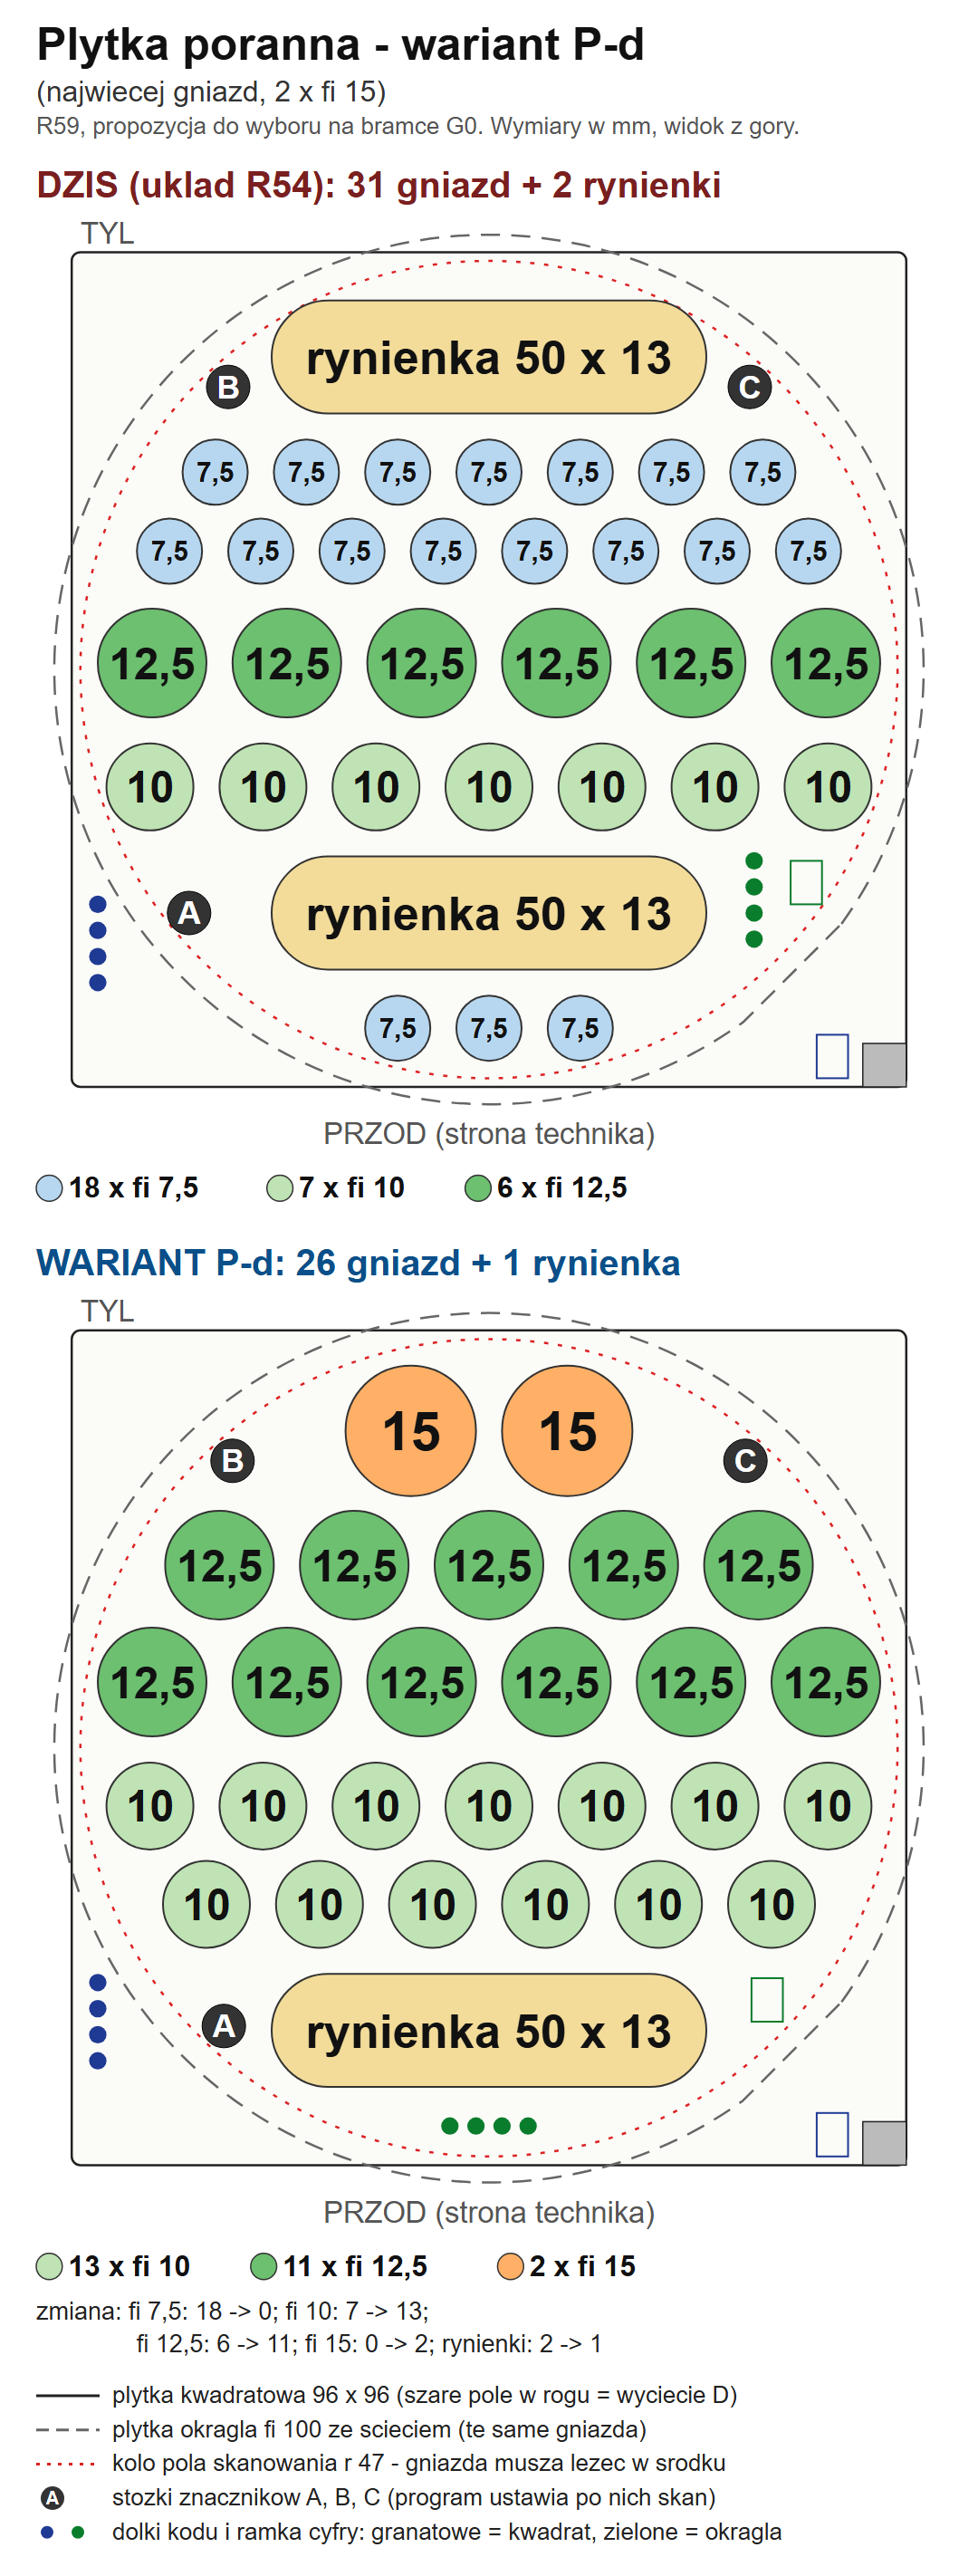 Plytka poranna - wariant P-d
(najwiecej gniazd, 2 x fi 15)
R59, propozycja do wyboru na bramce G0. Wymiary w mm, widok z gory.
DZIS (uklad R54): 31 gniazd + 2 rynienki
TYL
rynienka 50 x 13
B C
7,5 7,5 7,5 7,5 7,5 7,5 7,5
7,5 7,5 7,5 7,5 7,5 7,5 7,5 7,5
12,5 12,5 12,5 12,5 12,5 12,5
10 10 10 10 10 10 10
A rynienka 50 x 13
7,5 7,5 7,5
PRZOD (strona technika)
18 x fi 7,5 7 x fi 10 6 x fi 12,5
WARIANT P-d: 26 gniazd + 1 rynienka
TYL
15 15
B C
12,5 12,5 12,5 12,5 12,5
12,5 12,5 12,5 12,5 12,5 12,5
10 10 10 10 10 10 10
10 10 10 10 10 10
A rynienka 50 x 13
PRZOD (strona technika)
13 x fi 10 11 x fi 12,5 2 x fi 15
zmiana: fi 7,5: 18 -> 0; fi 10: 7 -> 13;
fi 12,5: 6 -> 11; fi 15: 0 -> 2; rynienki: 2 -> 1
plytka kwadratowa 96 x 96 (szare pole w rogu = wyciecie D)
plytka okragla fi 100 ze scieciem (te same gniazda)
kolo pola skanowania r 47 - gniazda musza lezec w srodku
A stozki znacznikow A, B, C (program ustawia po nich skan)
dolki kodu i ramka cyfry: granatowe = kwadrat, zielone = okragla